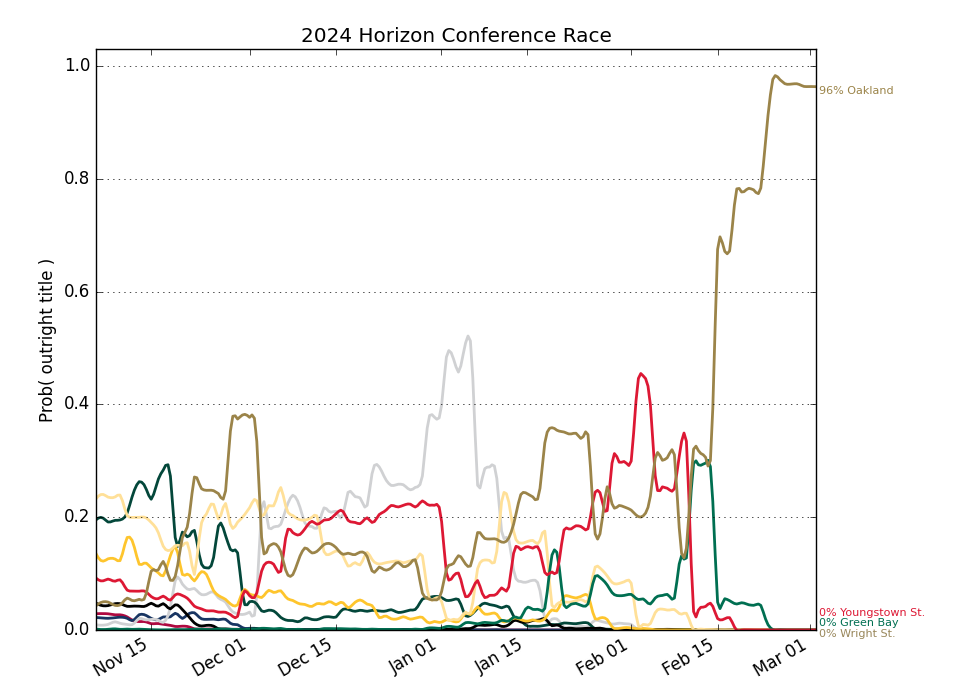 2024 Horizon Conference Race
Prob( outright title )
1.0
0.8
0.6
0.4
0.2
0.0
96% Oakland
0% Youngstown St.
0% Green Bay
0% Wright St.
Nov 15
Dec 01
Dec 15
Jan 01
Jan 15
Feb 01
Feb 15
Mar 01